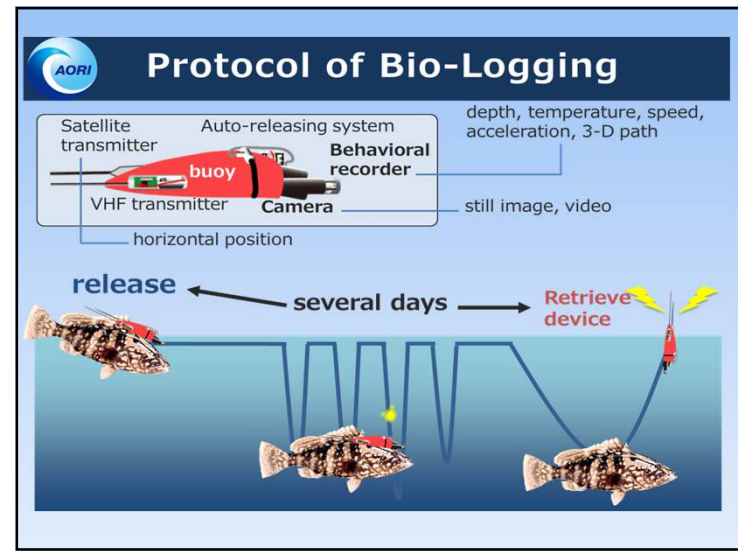 AORI
Protocol of Bio-Logging
Satellite
transmitter
Auto-releasing system
Behavioral
recorder
buoy
VHF transmitter
Camera
depth, temperature, speed,
acceleration, 3-D path
still image, video
horizontal position
release
several days
Retrieve
device